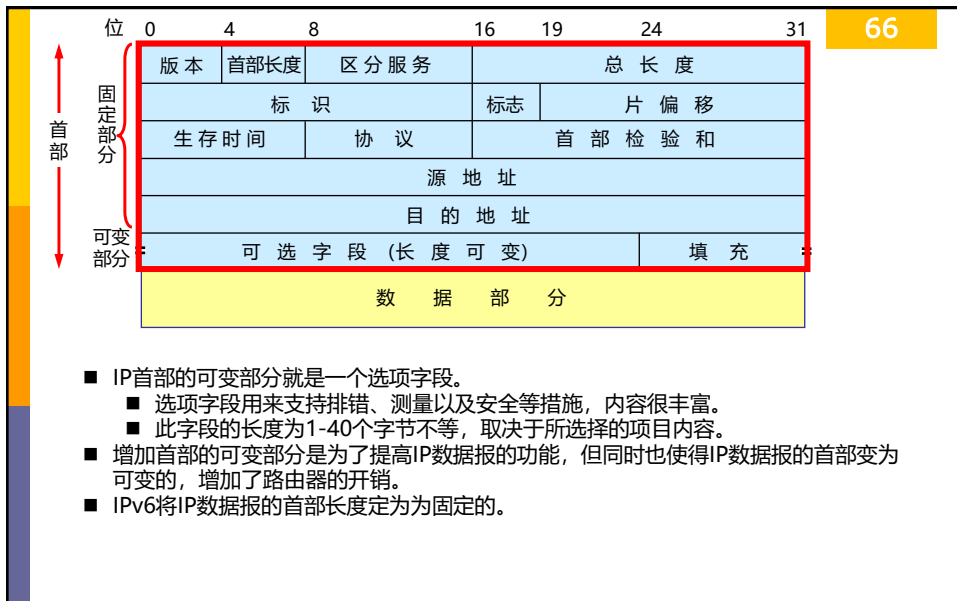 位 0 4 8 16 19 24 31 66
版本 首部长度 区分服务 总长度
标识 标志 片偏移
生存时间 协议 首部检验和
源地址
目的地址
可选字段 (长度可变) 填充
数据部分
首部
固定部分
可变
部分
■ IP首部的可变部分就是一个选项字段。
■ 选项字段用来支持排错、测量以及安全等措施，内容很丰富。
■ 此字段的长度为1-40个字节不等，取决于所选择的项目内容。
■ 增加首部的可变部分是为了提高IP数据报的功能，但同时也使得IP数据报的首部变为
可变的，增加了路由器的开销。
■ IPv6将IP数据报的首部长度定为为固定的。